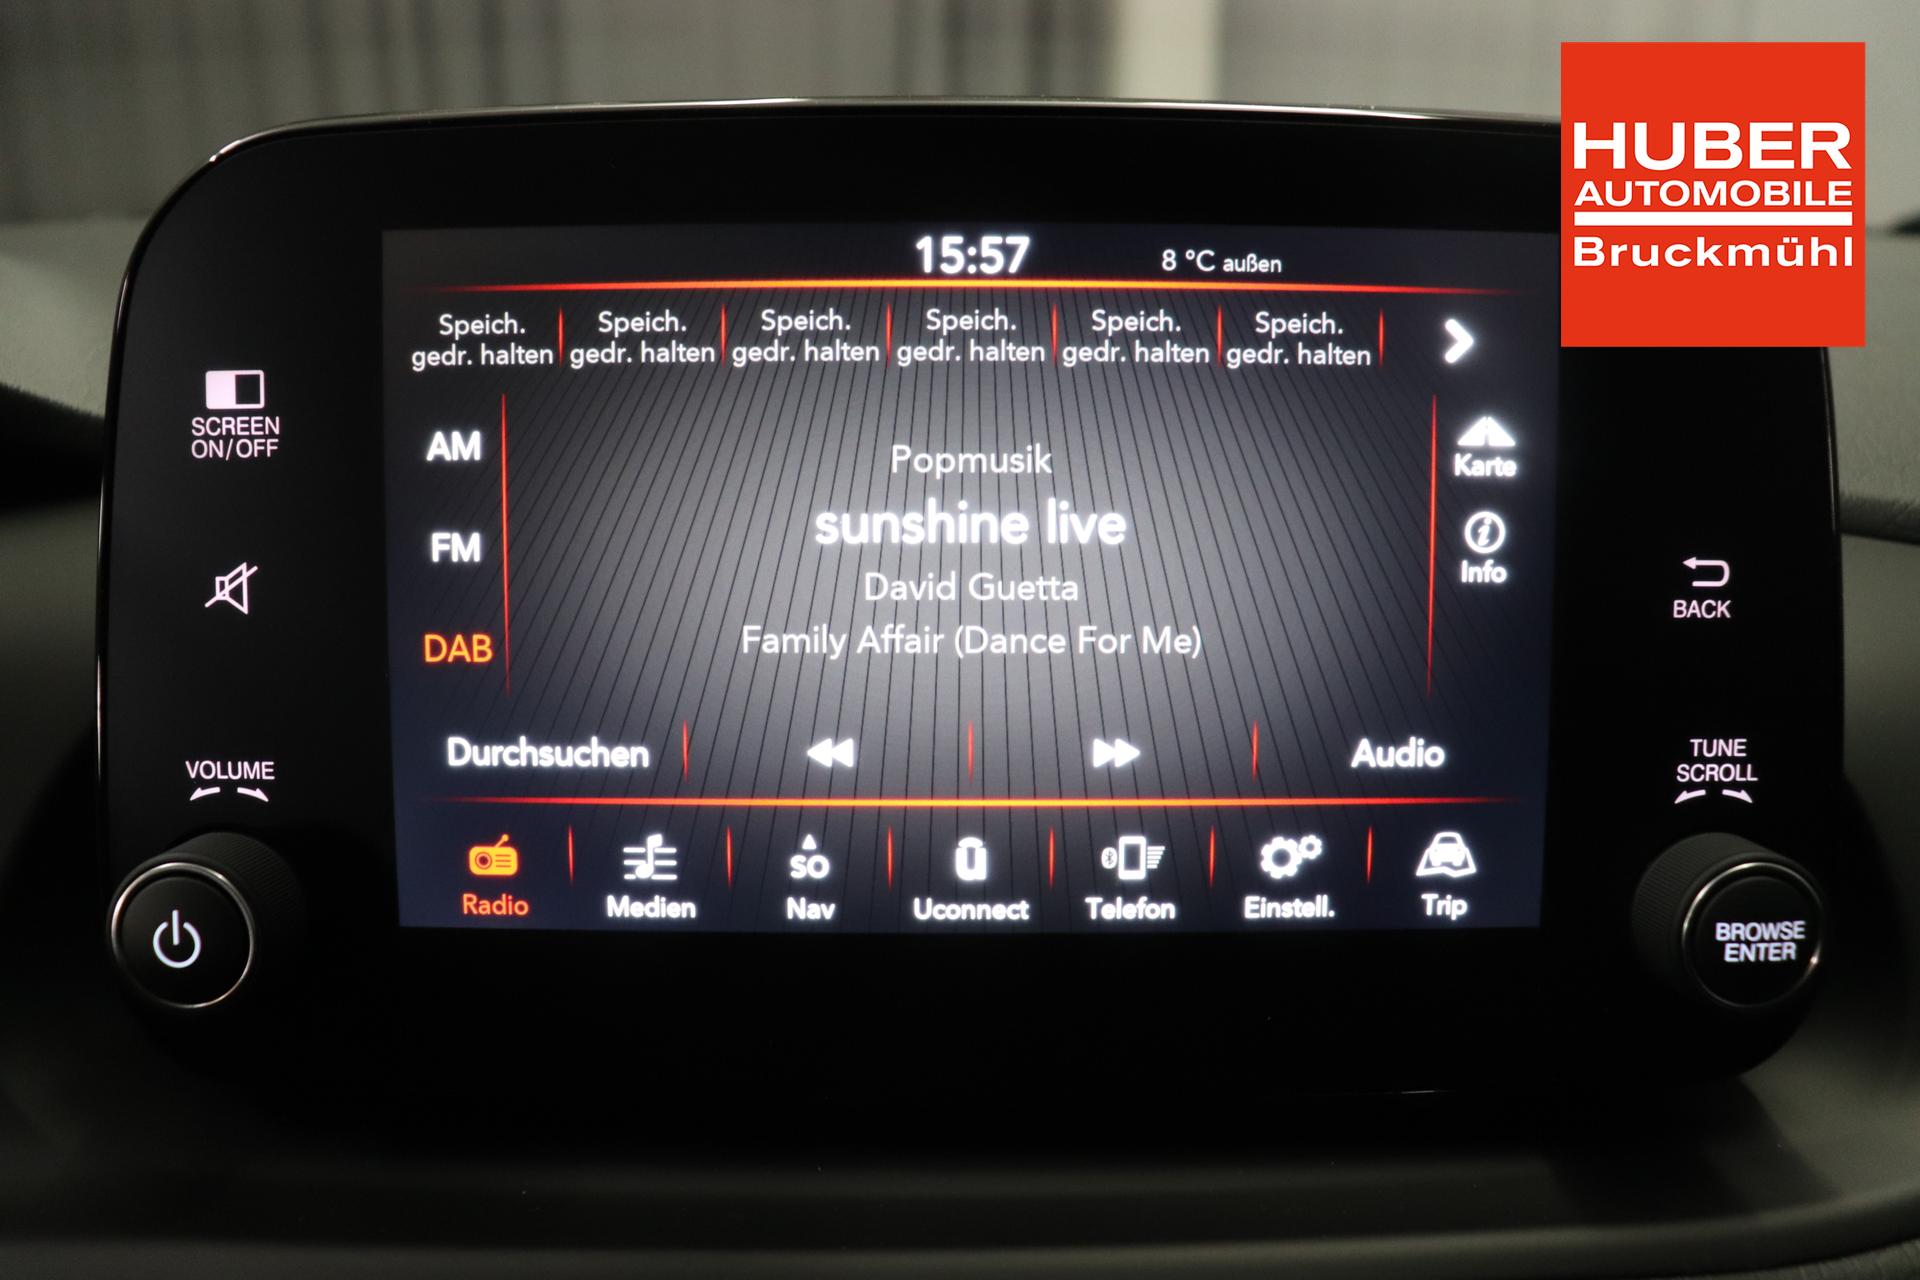 HUBER
AUTOMOBILE
Bruckmühl
15:57
8 °C außen
Speich. Speich. Speich. Speich. Speich. Speich.
gedr. halten gedr. halten gedr. halten gedr. halten gedr. halten gedr. halten
SCREEN
ON/OFF
AM
FM
DAB
Popmusik
sunshine live
David Guetta
Family Affair (Dance For Me)
Karte
i
Info
BACK
Durchsuchen
Audio
VOLUME
TUNE
SCROLL
SO
Radio Medien Nav Uconnect Telefon Einstell. Trip
BROWSE
ENTER